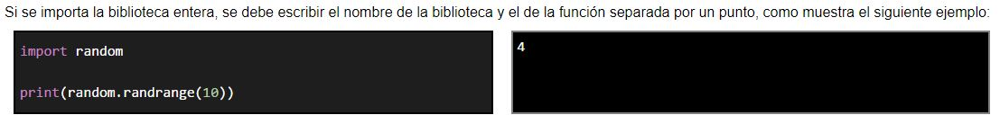 Si se importa la biblioteca entera, se debe escribir el nombre de la biblioteca y el de la función separada por un punto, como muestra el siguiente ejemplo:
import random
print(random.randrange(10))
4